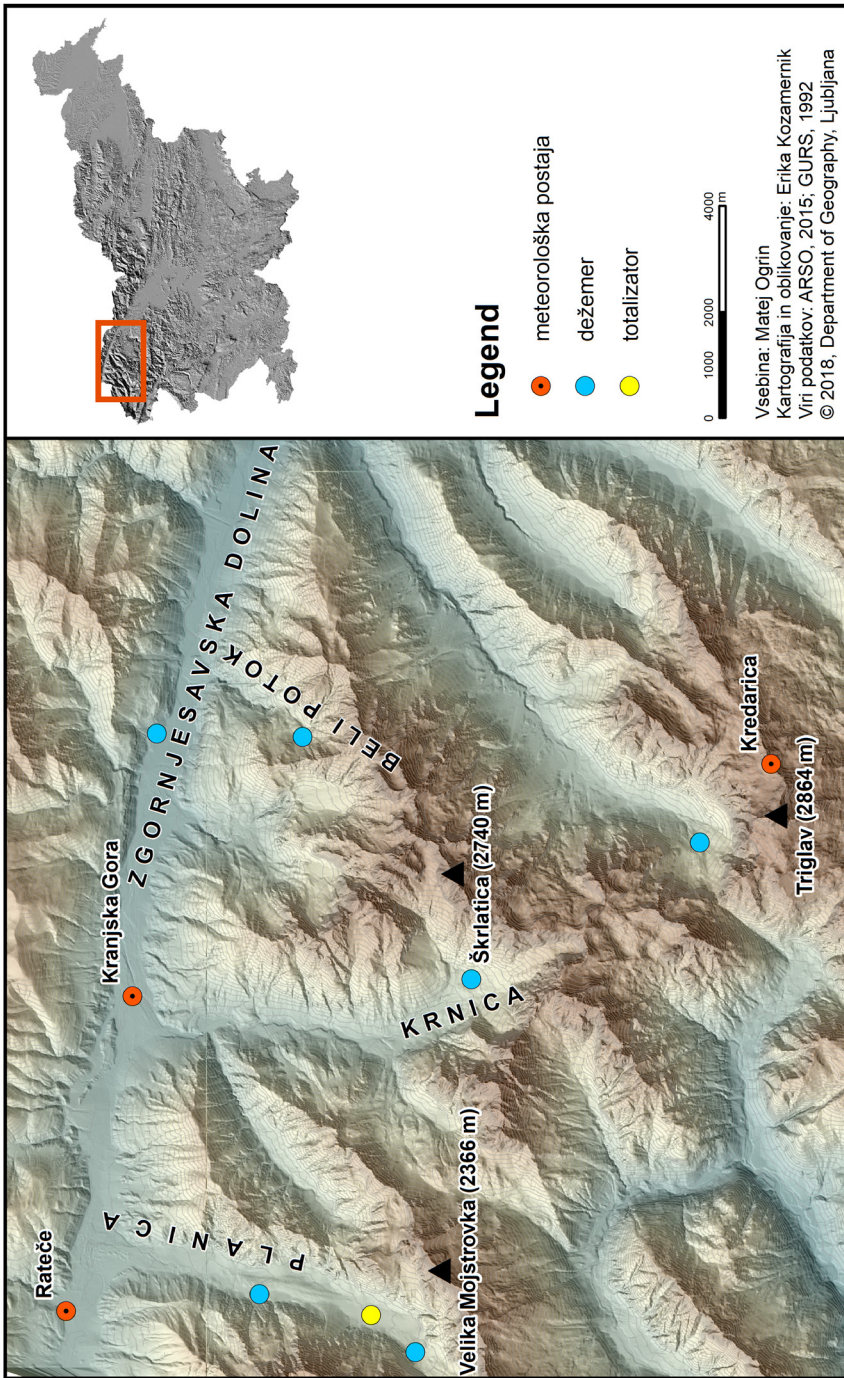 Rateče
Kranjska Gora
ZGORNJESAVSKA DOLINA
PLANICA
BELI POTOK
KRNICA
Velika Mojstrovka (2366 m)
Škrlatica (2740 m)
Kredarica
Triglav (2864 m)
Legend
meteorološka postaja
dežemer
totalizator
0 1000 2000 4000
m
Vsebina: Matej Ogrin
Kartografija in oblikovanje: Erika Kozamernik
Viri podatkov: ARSO, 2015; GURS, 1992
© 2018, Department of Geography, Ljubljana